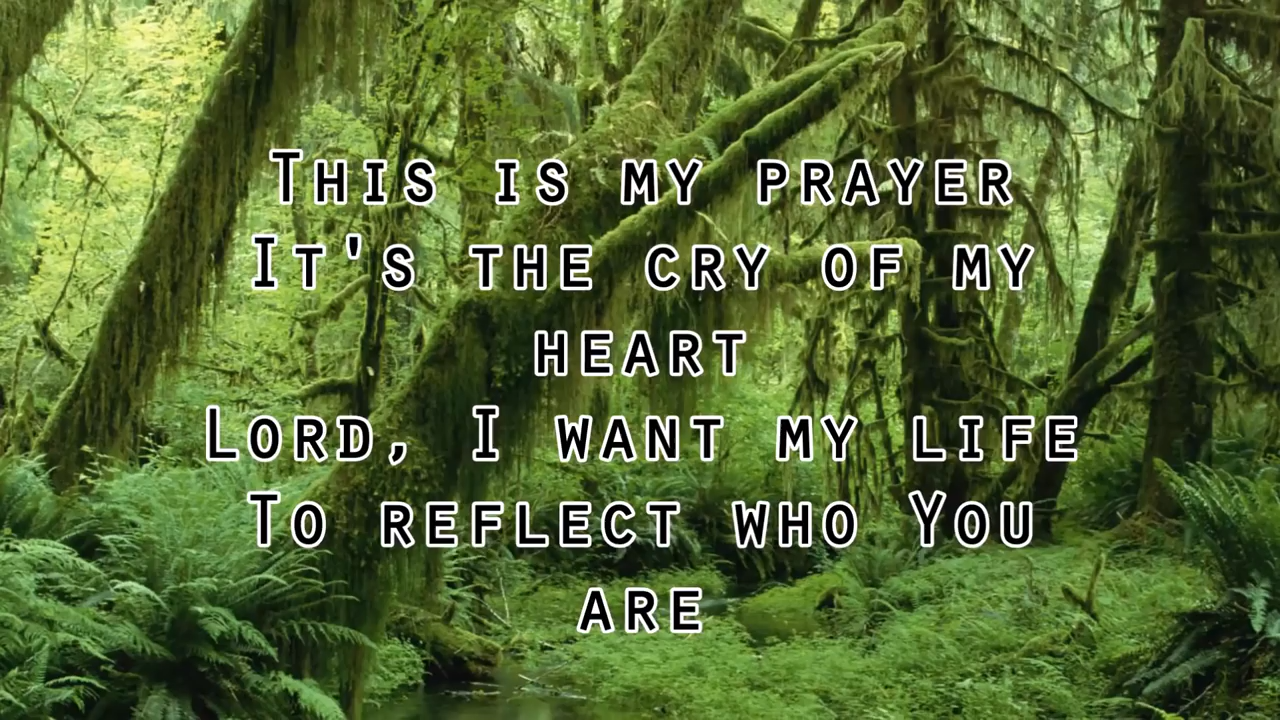 This is my prayer
It's the cry of my
heart
Lord, I want my life
To reflect who You
are